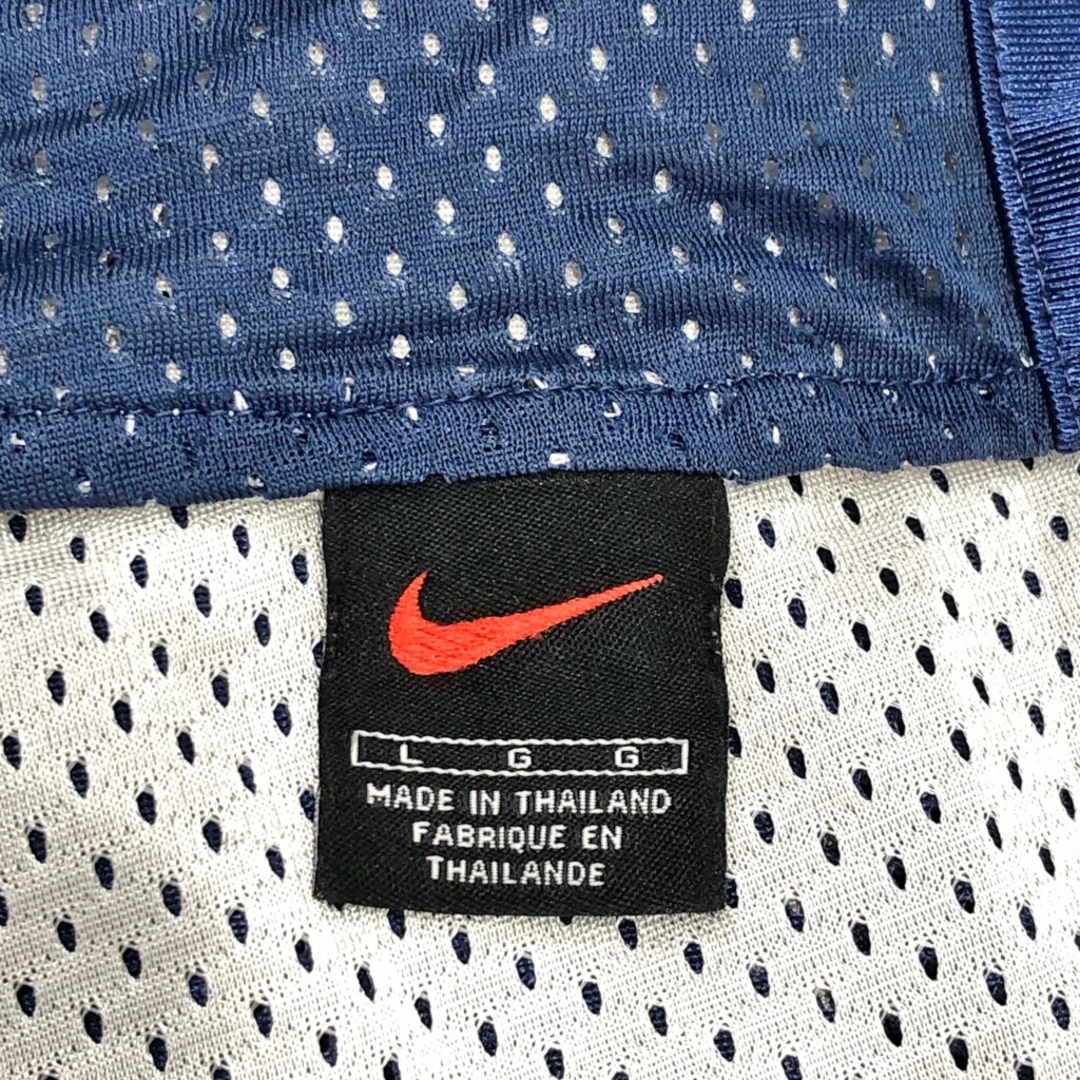 L G G
MADE IN THAILAND
FABRIQUE EN
THAILANDE